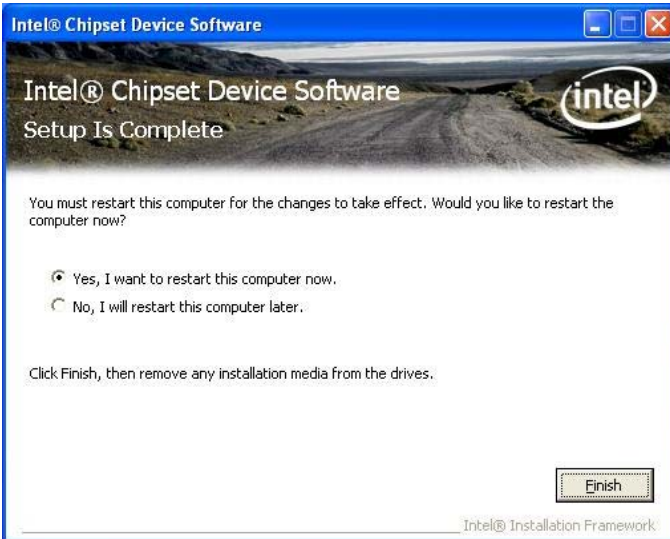 Intel® Chipset Device Software
Intel® Chipset Device Software
intel
Setup Is Complete
You must restart this computer for the changes to take effect. Would you like to restart the
computer now?
Yes, I want to restart this computer now.
No, I will restart this computer later.
Click Finish, then remove any installation media from the drives.
Finish
Intel® Installation Framework